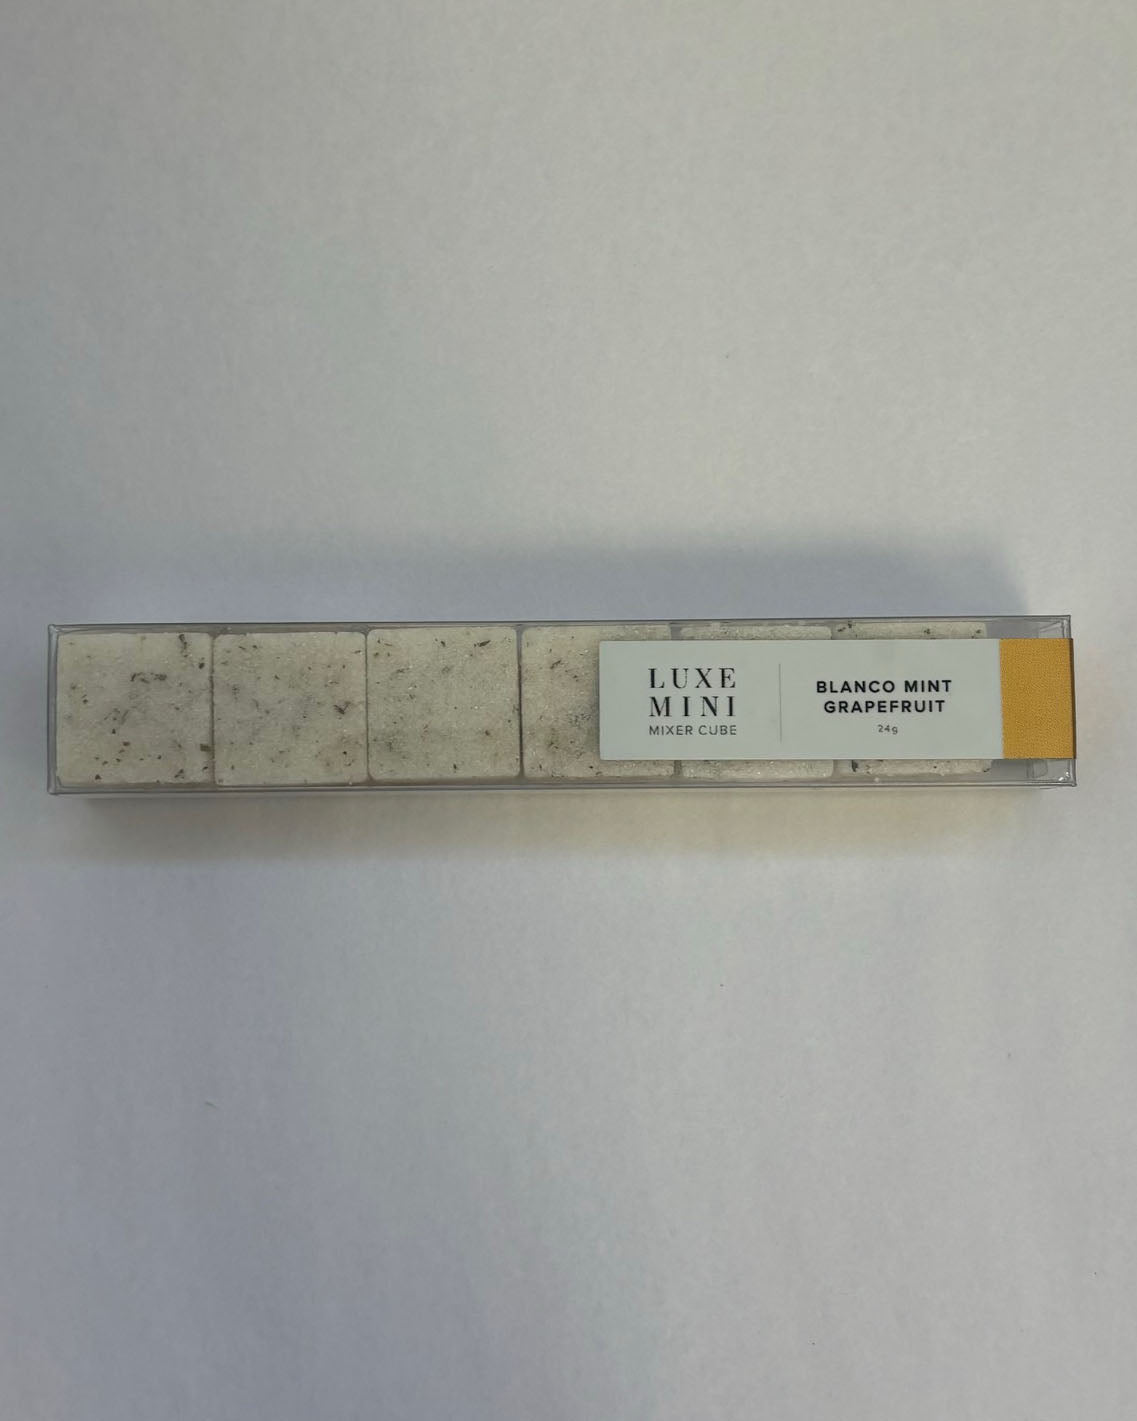 LUXE
MINI
MIXER CUBE
BLANCO MINT
GRAPEFRUIT
24g